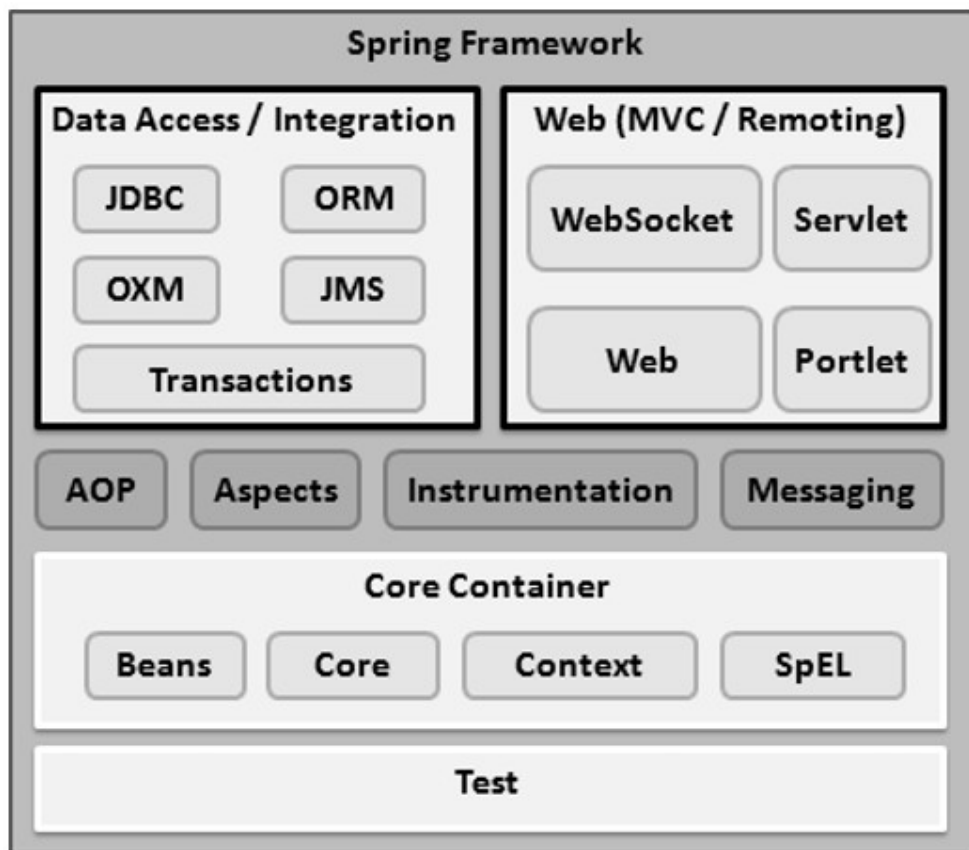 Spring Framework
Data Access / Integration
JDBC
ORM
OXM
JMS
Transactions
Web (MVC / Remoting)
WebSocket
Servlet
Web
Portlet
AOP
Aspects
Instrumentation
Messaging
Core Container
Beans
Core
Context
SpEL
Test